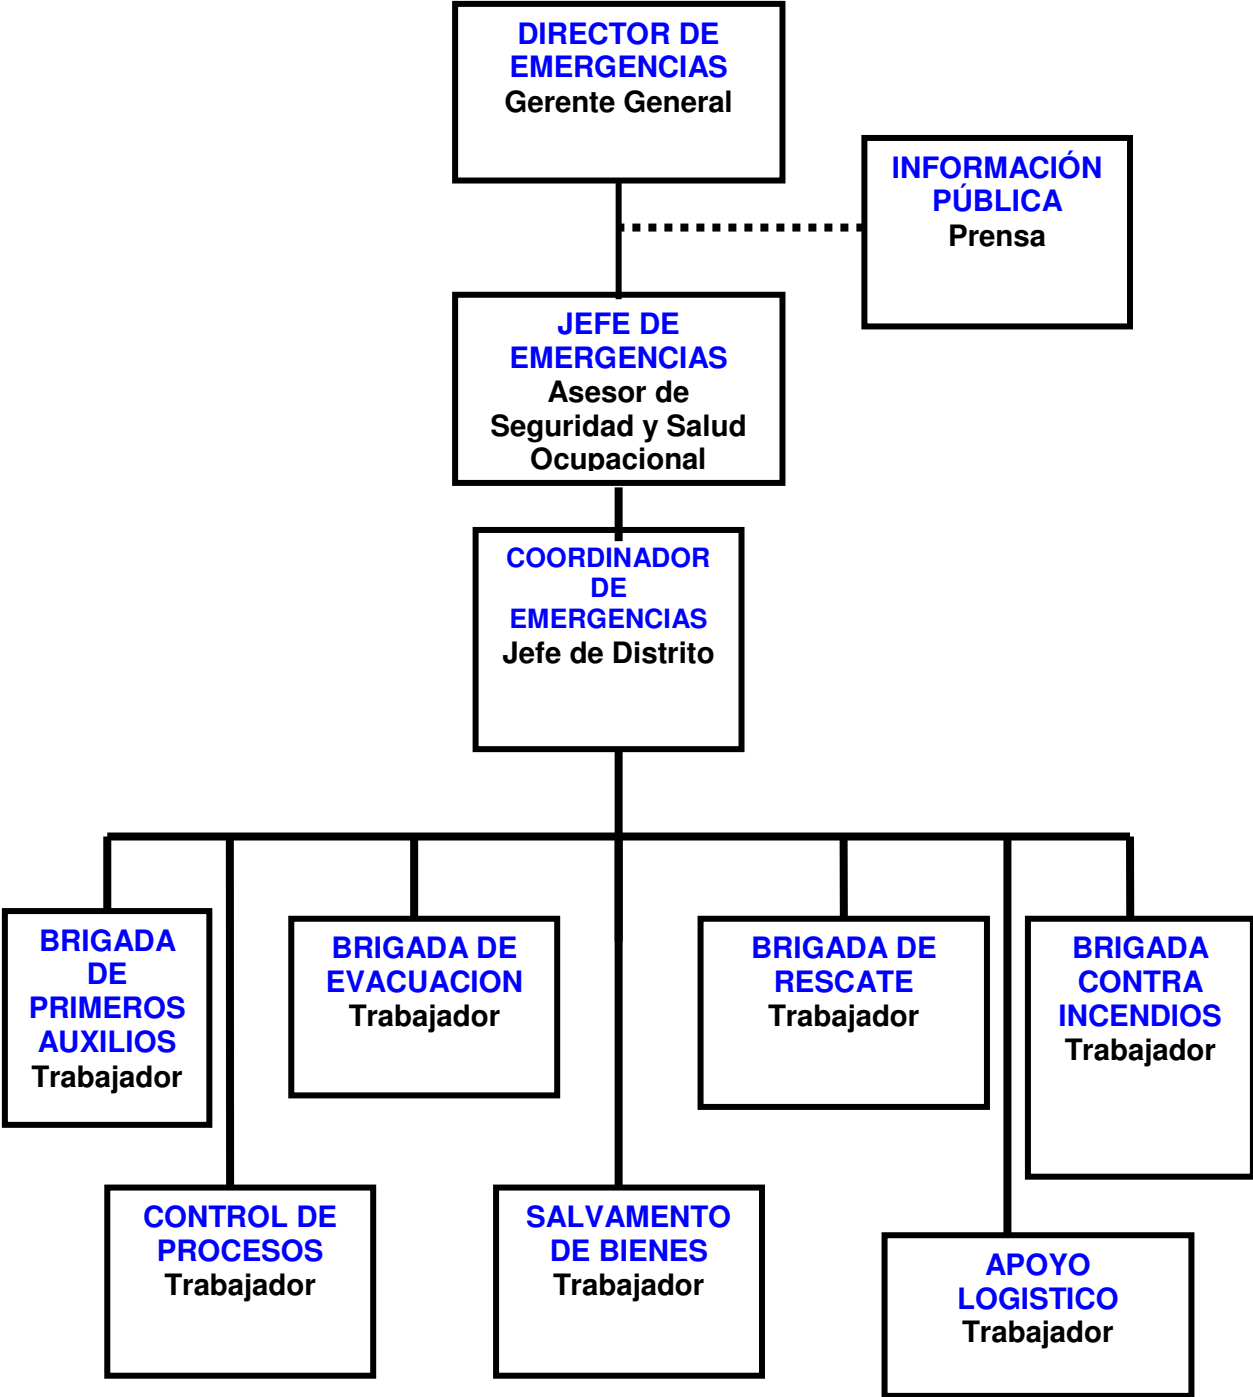 DIRECTOR DE
EMERGENCIAS
Gerente General
INFORMACIÓN
PÚBLICA
Prensa
JEFE DE
EMERGENCIAS
Asesor de
Seguridad y Salud
Ocupacional
COORDINADOR
DE
EMERGENCIAS
Jefe de Distrito
BRIGADA
DE
PRIMEROS
AUXILIOS
Trabajador
BRIGADA DE
EVACUACION
Trabajador
BRIGADA DE
RESCATE
Trabajador
BRIGADA
CONTRA
INCENDIOS
Trabajador
CONTROL DE
PROCESOS
Trabajador
SALVAMENTO
DE BIENES
Trabajador
APOYO
LOGISTICO
Trabajador